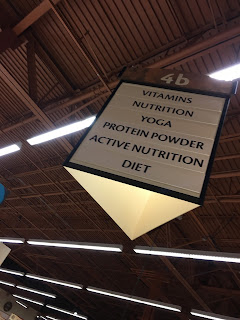 4b
VITAMINS
NUTRITION
YOGA
PROTEIN POWDER
ACTIVE NUTRITION
DIET